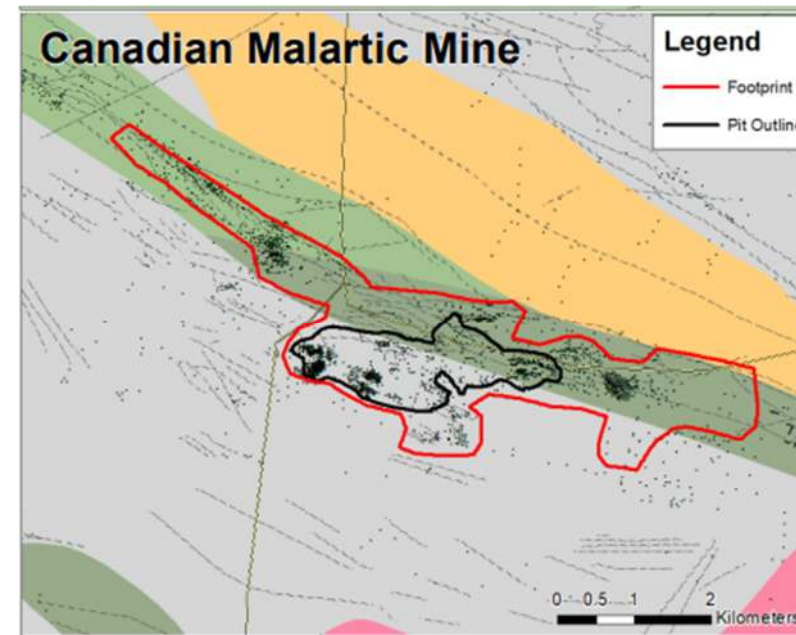 Canadian Malartic Mine
Legend
Footprint
Pit Outline
0 0.5 1 2
Kilometers